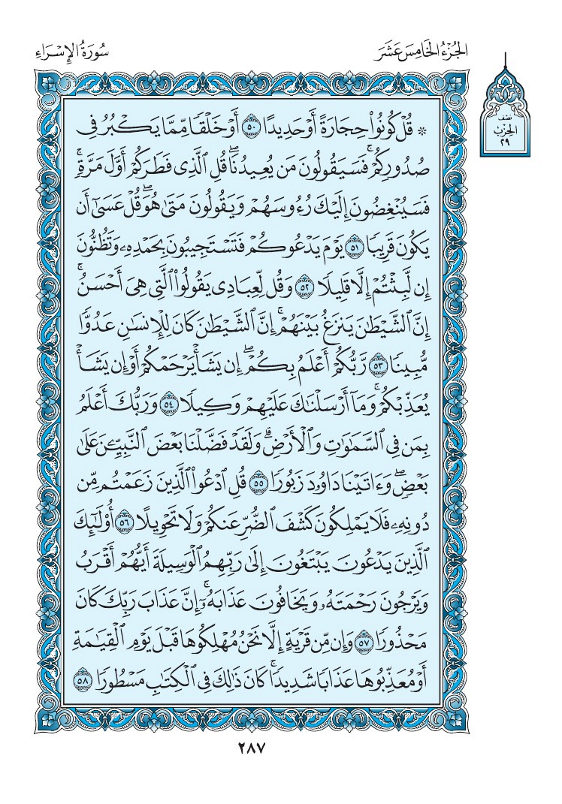 الجُزْءُ الخَامِسَ عَشَرَ
سُورَةُ الإِسْرَاءِ
نصف
الحِزْب
٢٩
۞ قُلْ كُونُوا۟ حِجَارَةً أَوْ حَدِيدًا ٥٠ أَوْ خَلْقًا مِّمَّا يَكْبُرُ فِى
صُدُورِكُمْ ۚ فَسَيَقُولُونَ مَن يُعِيدُنَا ۖ قُلِ ٱلَّذِى فَطَرَكُمْ أَوَّلَ مَرَّةٍ ۚ
فَسَيُنْغِضُونَ إِلَيْكَ رُءُوسَهُمْ وَيَقُولُونَ مَتَىٰ هُوَ ۖ قُلْ عَسَىٰٓ أَن
يَكُونَ قَرِيبًا ٥١ يَوْمَ يَدْعُوكُمْ فَتَسْتَجِيبُونَ بِحَمْدِهِۦ وَتَظُنُّونَ
إِن لَّبِثْتُمْ إِلَّا قَلِيلًا ٥٢ وَقُل لِّعِبَادِى يَقُولُوا۟ ٱلَّتِى هِىَ أَحْسَنُ ۚ
إِنَّ ٱلشَّيْطَـٰنَ يَنزَغُ بَيْنَهُمْ ۚ إِنَّ ٱلشَّيْطَـٰنَ كَانَ لِلْإِنسَـٰنِ عَدُوًّا
مُّبِينًا ٥٣ رَّبُّكُمْ أَعْلَمُ بِكُمْ ۖ إِن يَشَأْ يَرْحَمْكُمْ أَوْ إِن يَشَأْ
يُعَذِّبْكُمْ ۚ وَمَآ أَرْسَلْنَـٰكَ عَلَيْهِمْ وَكِيلًا ٥٤ وَرَبُّكَ أَعْلَمُ
بِمَن فِى ٱلسَّمَـٰوَٰتِ وَٱلْأَرْضِ ۗ وَلَقَدْ فَضَّلْنَا بَعْضَ ٱلنَّبِيِّـۧنَ عَلَىٰ
بَعْضٍ ۖ وَءَاتَيْنَا دَاوُۥدَ زَبُورًا ٥٥ قُلِ ٱدْعُوا۟ ٱلَّذِينَ زَعَمْتُم مِّن
دُونِهِۦ فَلَا يَمْلِكُونَ كَشْفَ ٱلضُّرِّ عَنكُمْ وَلَا تَحْوِيلًا ٥٦ أُو۟لَـٰٓئِكَ
ٱلَّذِينَ يَدْعُونَ يَبْتَغُونَ إِلَىٰ رَبِّهِمُ ٱلْوَسِيلَةَ أَيُّهُمْ أَقْرَبُ
وَيَرْجُونَ رَحْمَتَهُۥ وَيَخَافُونَ عَذَابَهُۥٓ ۚ إِنَّ عَذَابَ رَبِّكَ كَانَ
مَحْذُورًا ٥٧ وَإِن مِّن قَرْيَةٍ إِلَّا نَحْنُ مُهْلِكُوهَا قَبْلَ يَوْمِ ٱلْقِيَـٰمَةِ
أَوْ مُعَذِّبُوهَا عَذَابًا شَدِيدًا ۚ كَانَ ذَٰلِكَ فِى ٱلْكِتَـٰبِ مَسْطُورًا ٥٨
٢٨٧